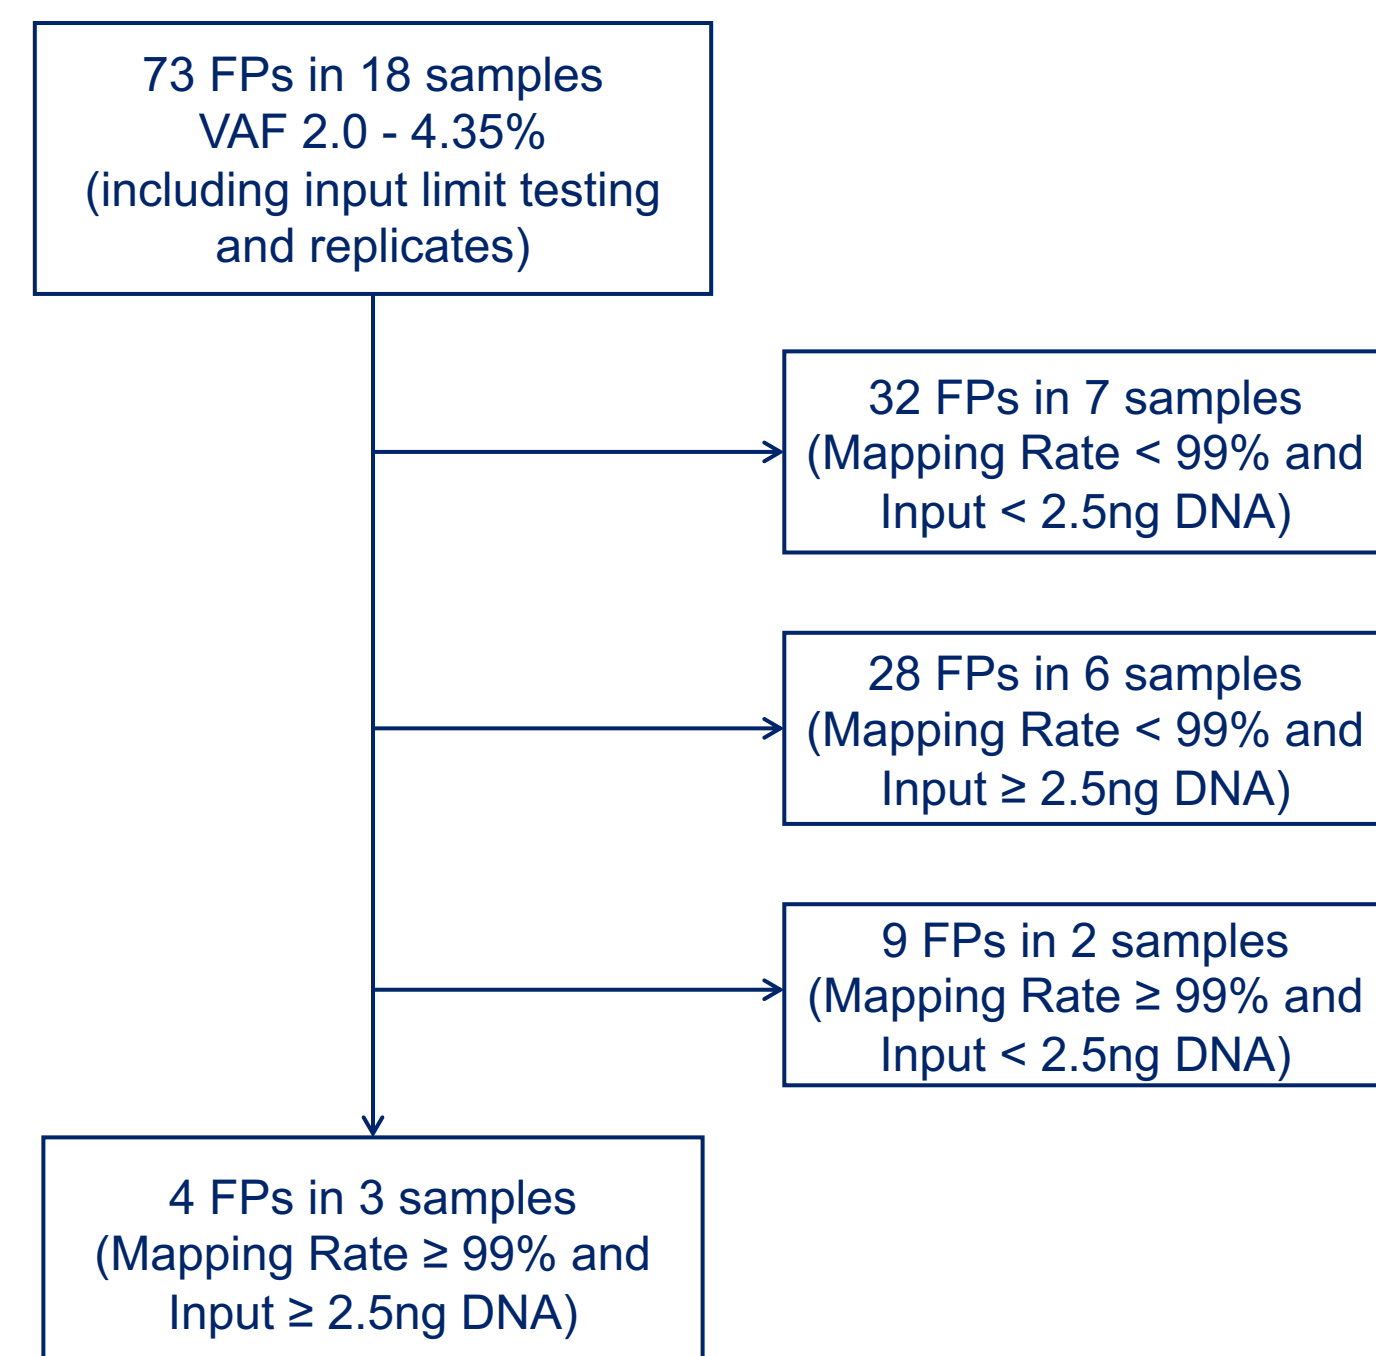 73 FPs in 18 samples
VAF 2.0 - 4.35%
(including input limit testing
and replicates)
32 FPs in 7 samples
(Mapping Rate < 99% and
Input < 2.5ng DNA)
28 FPs in 6 samples
(Mapping Rate < 99% and
Input ≥ 2.5ng DNA)
9 FPs in 2 samples
(Mapping Rate ≥ 99% and
Input < 2.5ng DNA)
4 FPs in 3 samples
(Mapping Rate ≥ 99% and
Input ≥ 2.5ng DNA)